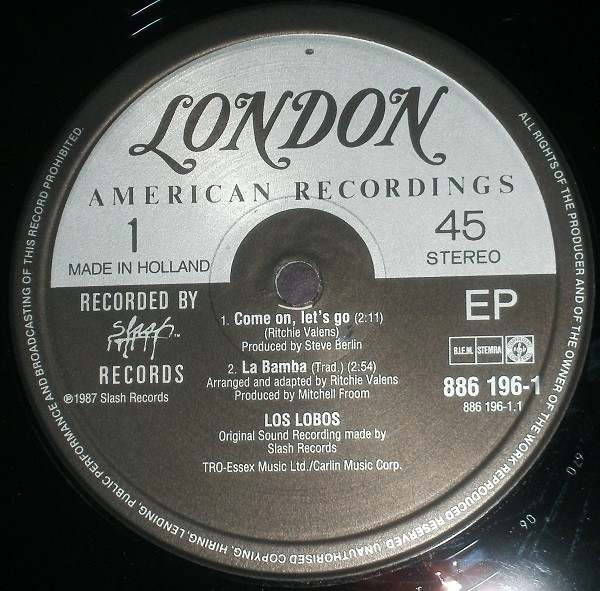 LONDON
AMERICAN RECORDINGS
1
45
MADE IN HOLLAND
STEREO
RECORDED BY
slash
RECORDS
℗1987 Slash Records
EP
B.I.E.M. STEMRA
886 196-1
886 196-1.1
1. Come on, let's go (2:11)
(Ritchie Valens)
Produced by Steve Berlin
2. La Bamba (Trad.) (2:54)
Arranged and adapted by Ritchie Valens
Produced by Mitchell Froom
LOS LOBOS
Original Sound Recording made by
Slash Records
TRO-Essex Music Ltd./Carlin Music Corp.
ALL RIGHTS OF THE PRODUCER AND OF THE OWNER OF THE WORK REPRODUCED RESERVED. UNAUTHORISED COPYING, HIRING, LENDING, PUBLIC PERFORMANCE AND BROADCASTING OF THIS RECORD PROHIBITED.
670